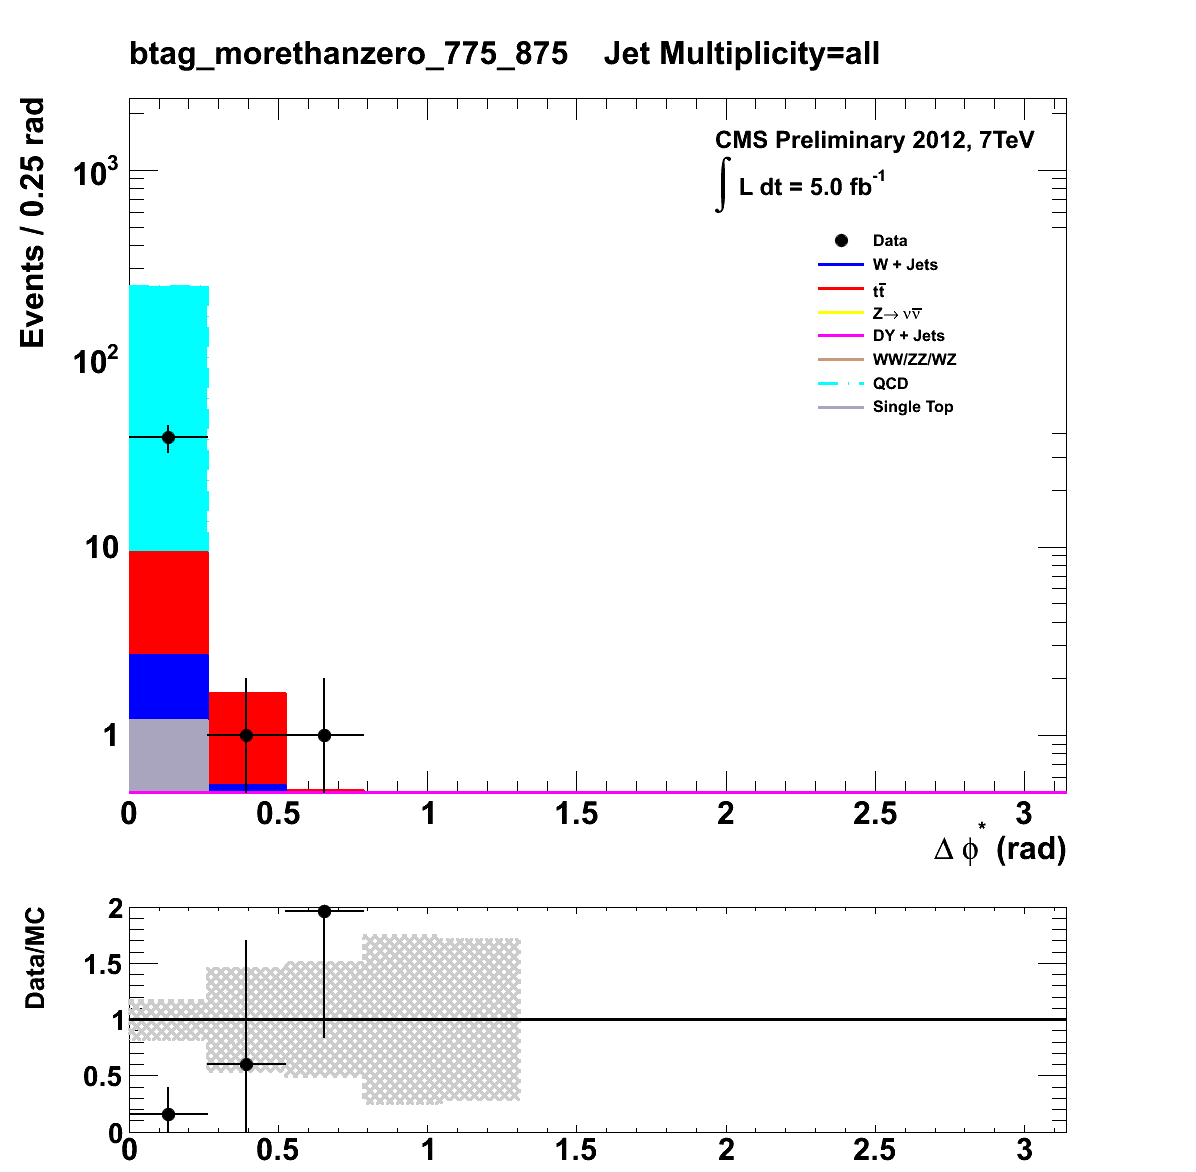 btag_morethanzero_775_875 Jet Multiplicity=all
Events / 0.25 rad
CMS Preliminary 2012, 7TeV
∫ L dt = 5.0 fb⁻¹
Data
W + Jets
tt̅
Z→ νν̅
DY + Jets
WW/ZZ/WZ
QCD
Single Top
10³
10²
10
1
0 0.5 1 1.5 2 2.5 3
Δ ϕ* (rad)
Data/MC
2
1.5
1
0.5
0
0 0.5 1 1.5 2 2.5 3